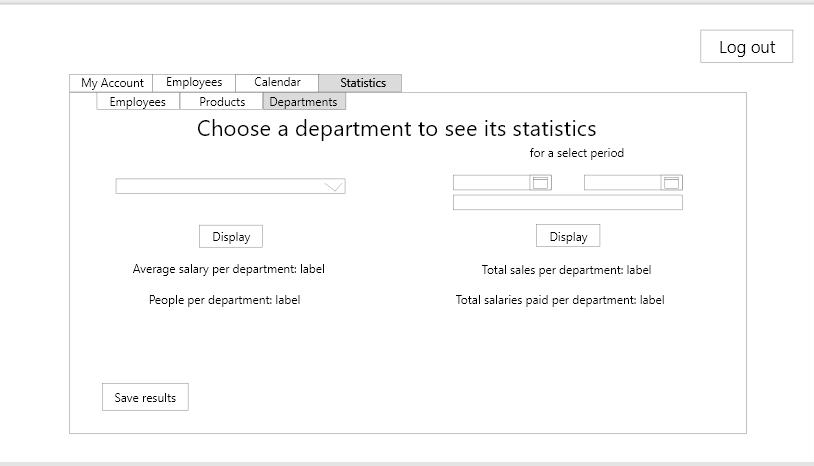 Log out
My Account Employees Calendar Statistics
Employees Products Departments
Choose a department to see its statistics
for a select period
Display Display
Average salary per department: label Total sales per department: label
People per department: label Total salaries paid per department: label
Save results